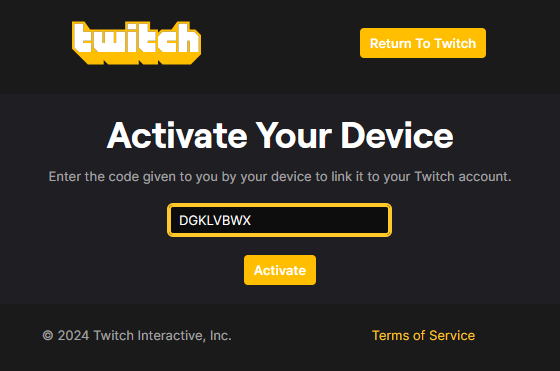 twitch
Return To Twitch
Activate Your Device
Enter the code given to you by your device to link it to your Twitch account.
DGKLVBWX
Activate
© 2024 Twitch Interactive, Inc.
Terms of Service